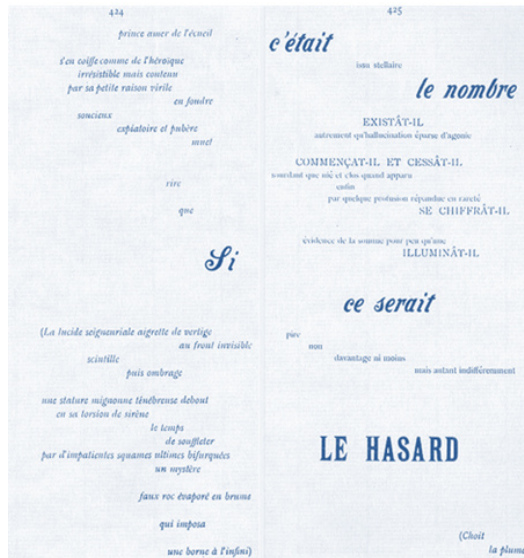 424
prince amer de l'écueil
s'en coiffe comme de l'héroïque
irrésistible mais contenu
par sa petite raison virile
en foudre
soucieux
expiatoire et pubère
muet
rire
que
Si
(La lucide seigneuriale aigrette de vertige
au front invisible
scintille
puis ombrage
une stature mignonne ténébreuse debout
en sa torsion de sirène
le temps
de souffleter
par d'impatientes squames ultimes bifurquées
un mystère
faux roc évaporé en brume
qui imposa
une borne à l'infini)
425
c'était
issu stellaire
le nombre
EXISTÂT-IL
autrement qu'hallucination éparse d'agonie
COMMENÇAT-IL ET CESSÂT-IL
sourdant que nié et clos quand apparu
enfin
par quelque profusion répandue en rareté
SE CHIFFRÂT-IL
évidence de la somme pour peu qu'une
ILLUMINÂT-IL
ce serait
pire
non
davantage ni moins
mais autant indifféremment
LE HASARD
(Choit
la plume